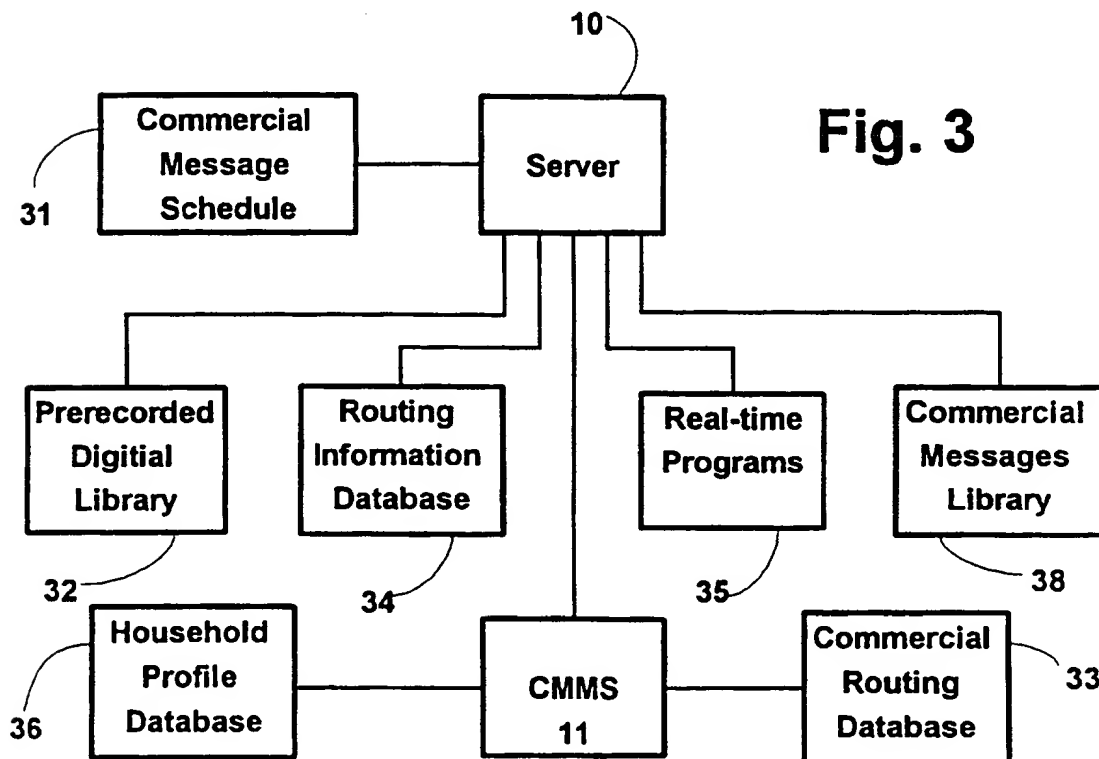 10
Commercial
Message
Schedule
31
Server
Fig. 3
Prerecorded
Digitial
Library
32
Routing
Information
Database
34
Real-time
Programs
35
Commercial
Messages
Library
38
Household
Profile
Database
36
CMMS
11
Commercial
Routing
Database
33